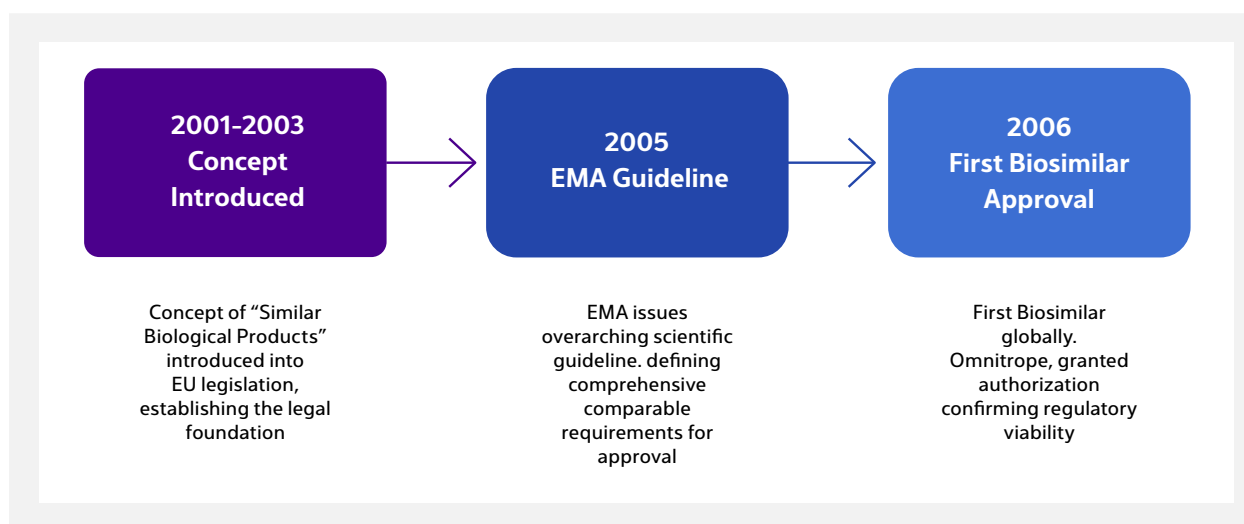 2001-2003
Concept
Introduced
Concept of “Similar
Biological Products”
introduced into
EU legislation,
establishing the legal
foundation
2005
EMA Guideline
EMA issues
overarching scientific
guideline. defining
comprehensive
comparable
requirements for
approval
2006
First Biosimilar
Approval
First Biosimilar
globally.
Omnitrope, granted
authorization
confirming regulatory
viability